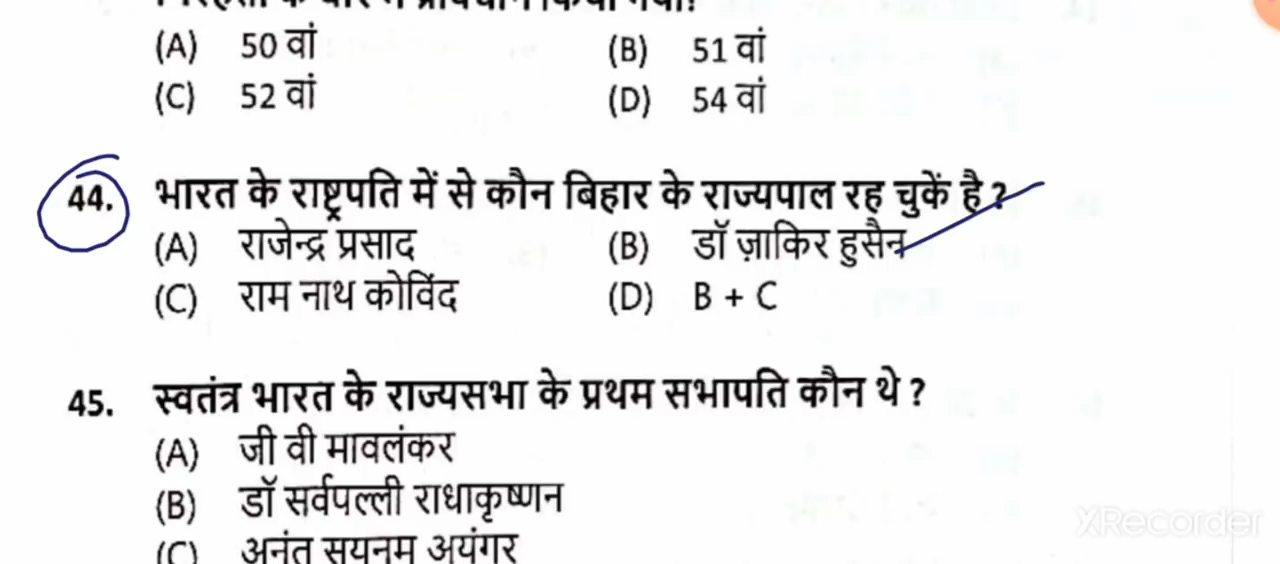 (A) 50 वां (B) 51 वां
(C) 52 वां (D) 54 वां
44. भारत के राष्ट्रपति में से कौन बिहार के राज्यपाल रह चुकें है ?
(A) राजेन्द्र प्रसाद (B) डॉ ज़ाकिर हुसैन
(C) राम नाथ कोविंद (D) B + C
45. स्वतंत्र भारत के राज्यसभा के प्रथम सभापति कौन थे ?
(A) जी वी मावलंकर
(B) डॉ सर्वपल्ली राधाकृष्णन
(C) अनंत सयनम अयंगर
XRecorder